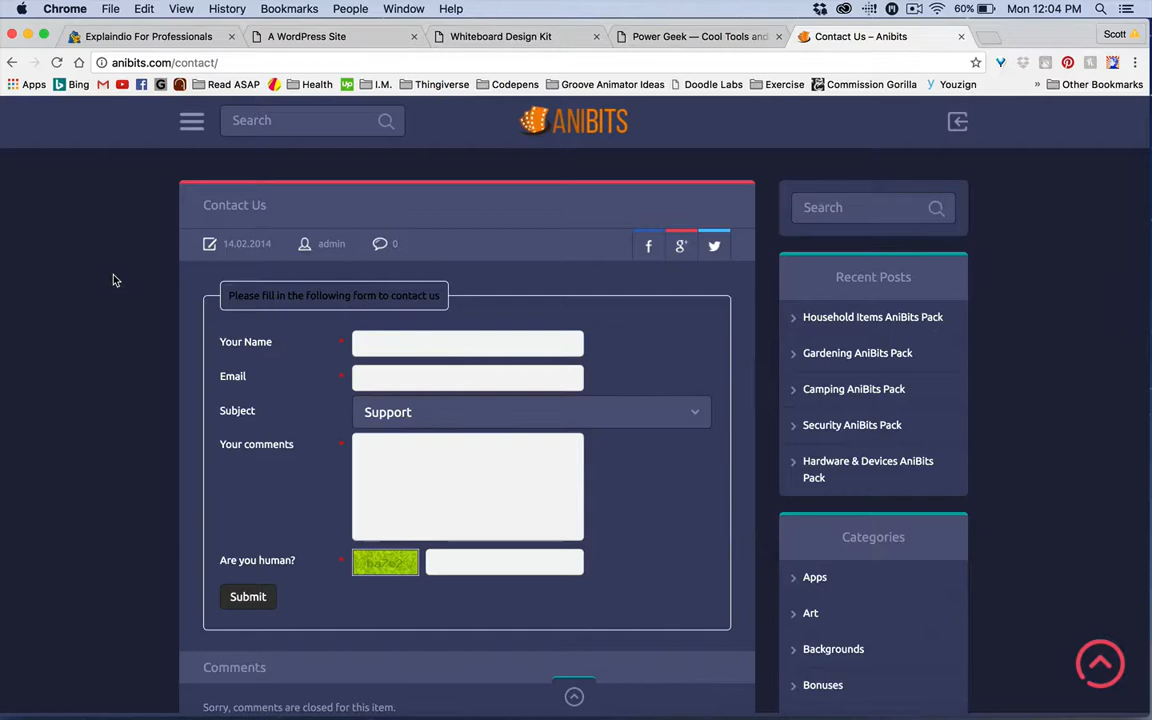 Chrome File Edit View History Bookmarks People Window Help 60% Mon 12:04 PM
Explaindio For Professionals A WordPress Site Whiteboard Design Kit Power Geek — Cool Tools and Contact Us – Anibits Scott
anibits.com/contact/
Apps Bing Read ASAP Health I.M. Thingiverse Codepens Groove Animator Ideas Doodle Labs Exercise Commission Gorilla Youzign » Other Bookmarks
Search ANIBITS
Contact Us
14.02.2014 admin 0
Please fill in the following form to contact us
Your Name *
Email *
Subject Support
Your comments *
Are you human? *
Submit
Comments
Sorry, comments are closed for this item.
Search
Recent Posts
Household Items AniBits Pack
Gardening AniBits Pack
Camping AniBits Pack
Security AniBits Pack
Hardware & Devices AniBits
Pack
Categories
Apps
Art
Backgrounds
Bonuses